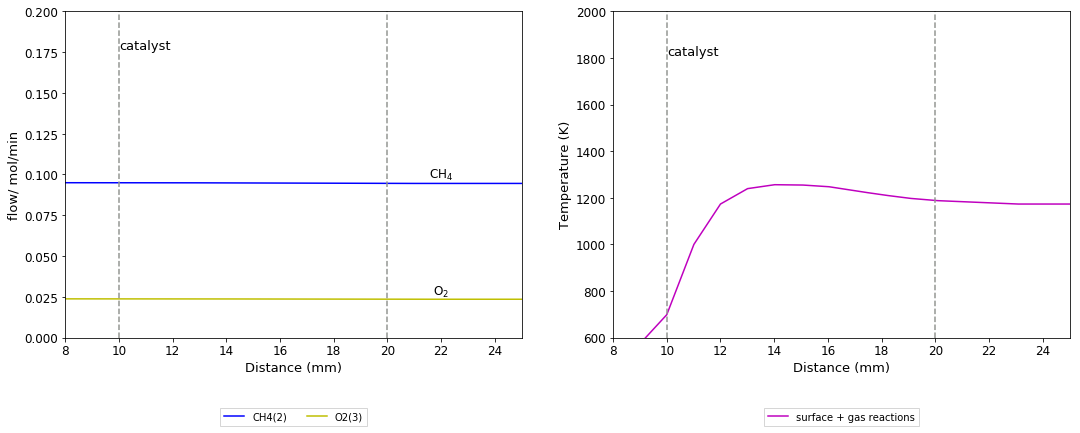 0.200
0.175
0.150
0.125
0.100
0.075
0.050
0.025
0.000
flow/ mol/min
catalyst
CH₄
O₂
8 10 12 14 16 18 20 22 24
Distance (mm)
CH4(2) O2(3)
2000
1800
1600
1400
1200
1000
800
600
Temperature (K)
catalyst
8 10 12 14 16 18 20 22 24
Distance (mm)
surface + gas reactions